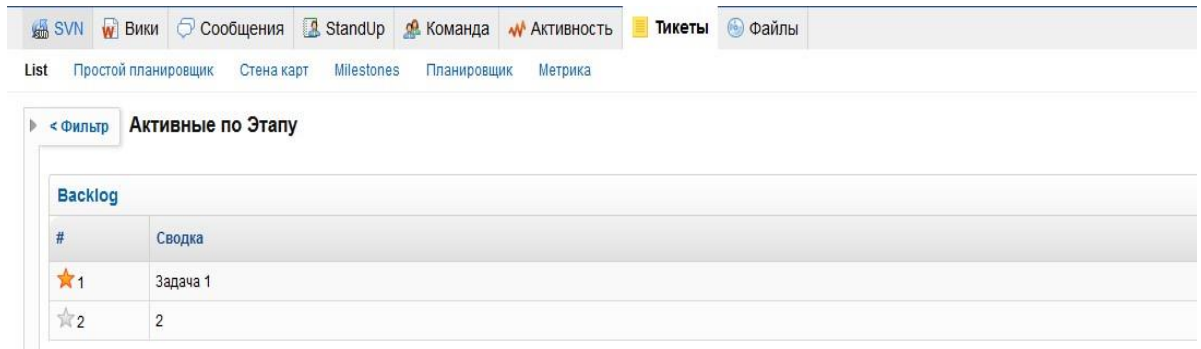 SVN Вики Сообщения StandUp Команда Активность Тикеты Файлы
List Простой планировщик Стена карт Milestones Планировщик Метрика
< Фильтр Активные по Этапу
Backlog
# Сводка
1 Задача 1
2 2